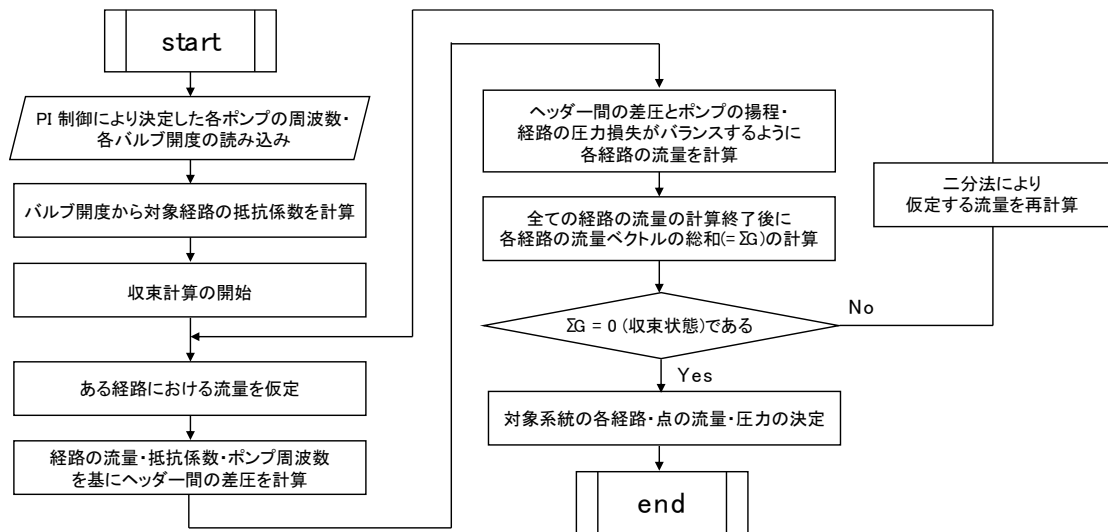 start
PI 制御により決定した各ポンプの周波数・
各バルブ開度の読み込み
バルブ開度から対象経路の抵抗係数を計算
収束計算の開始
ある経路における流量を仮定
経路の流量・抵抗係数・ポンプ周波数
を基にヘッダー間の差圧を計算
ヘッダー間の差圧とポンプの揚程・
経路の圧力損失がバランスするように
各経路の流量を計算
全ての経路の流量の計算終了後に
各経路の流量ベクトルの総和(= ΣG)の計算
ΣG = 0 (収束状態)である
No
二分法により
仮定する流量を再計算
Yes
対象系統の各経路・点の流量・圧力の決定
end